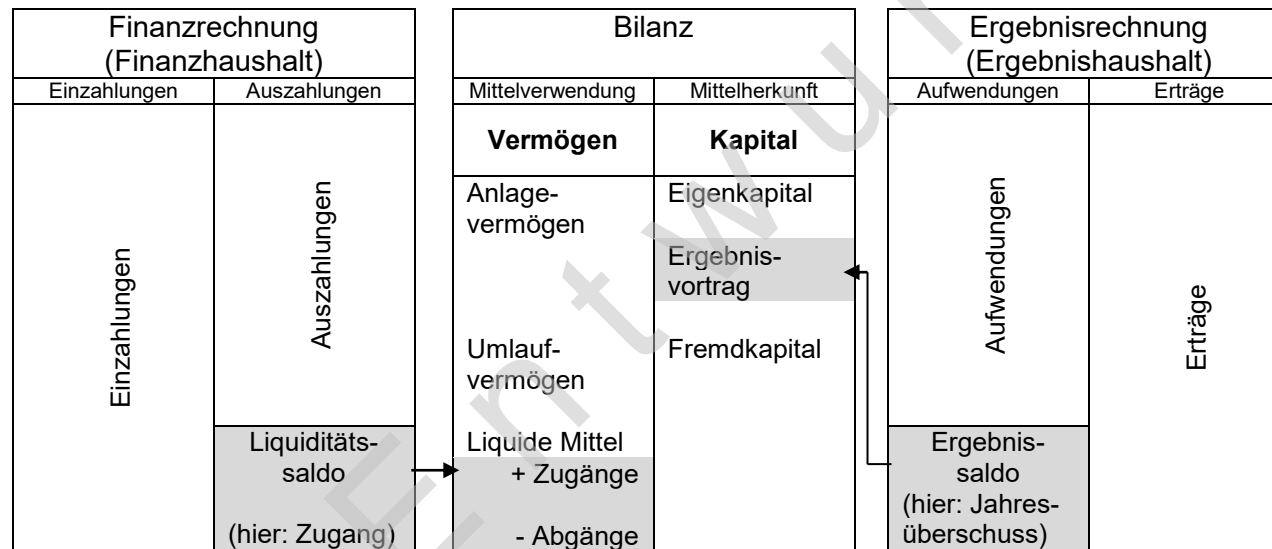 Finanzrechnung
(Finanzhaushalt)
Einzahlungen
Auszahlungen
Einzahlungen
Auszahlungen
Liquiditäts-
saldo
(hier: Zugang)
Bilanz
Mittelverwendung
Mittelherkunft
Vermögen
Kapital
Anlage-
vermögen
Umlauf-
vermögen
Liquide Mittel
+ Zugänge
- Abgänge
Eigenkapital
Ergebnis-
vortrag
Fremdkapital
Ergebnisrechnung
(Ergebnishaushalt)
Aufwendungen
Erträge
Aufwendungen
Ergebnis-
saldo
(hier: Jahres-
überschuss)
Erträge
E n t w u r